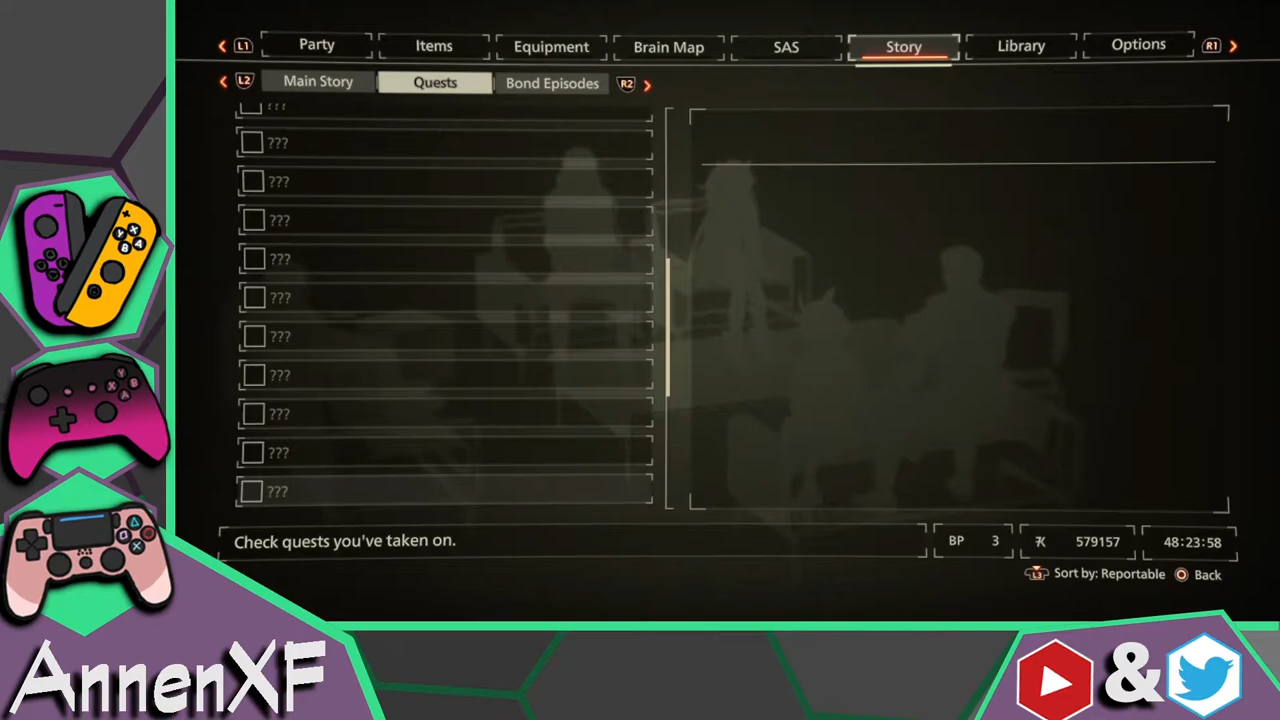 L1 Party Items Equipment Brain Map SAS Story Library Options R1
L2 Main Story Quests Bond Episodes R2
???
???
???
???
???
???
???
???
???
???
???
Check quests you've taken on.
BP 3
579157
48:23:58
L3 Sort by: Reportable Back
AnnenXF
&